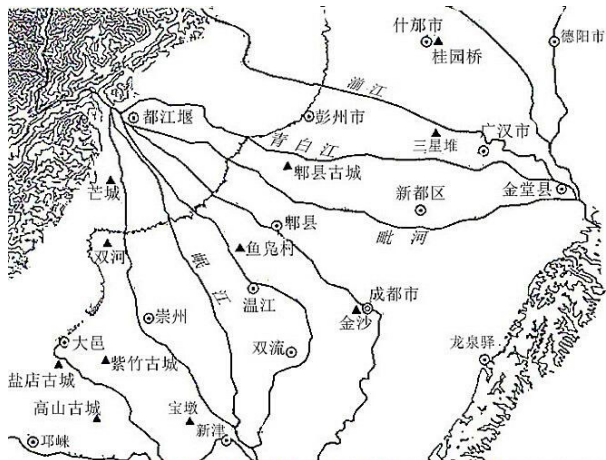 什邡市
桂园桥
德阳市
湔江
都江堰
彭州市
青白江
三星堆
广汉市
郫县古城
芒城
新都区
金堂县
郫县
毗河
双河
鱼凫村
岷江
温江
崇州
成都市
金沙
大邑
双流
龙泉驿
紫竹古城
盐店古城
高山古城
宝墩
新津
邛崃